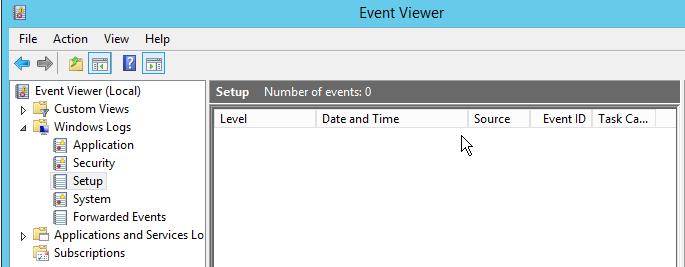 Event Viewer
File Action View Help
Event Viewer (Local)
Custom Views
Windows Logs
Application
Security
Setup
System
Forwarded Events
Applications and Services Lo
Subscriptions
Setup Number of events: 0
Level Date and Time Source Event ID Task Ca...